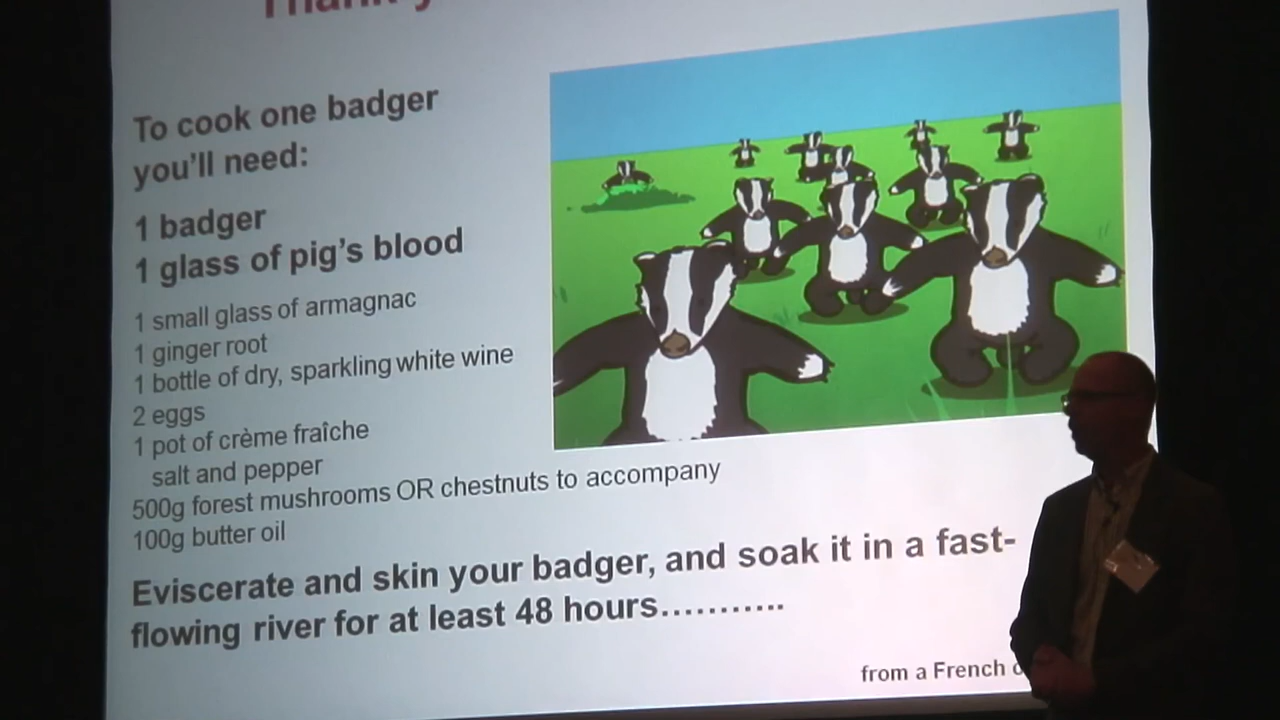 To cook one badger
you'll need:
1 badger
1 glass of pig's blood
1 small glass of armagnac
1 ginger root
1 bottle of dry, sparkling white wine
2 eggs
1 pot of crème fraîche
salt and pepper
500g forest mushrooms OR chestnuts to accompany
100g butter oil
Eviscerate and skin your badger, and soak it in a fast-
flowing river for at least 48 hours...........
from a French